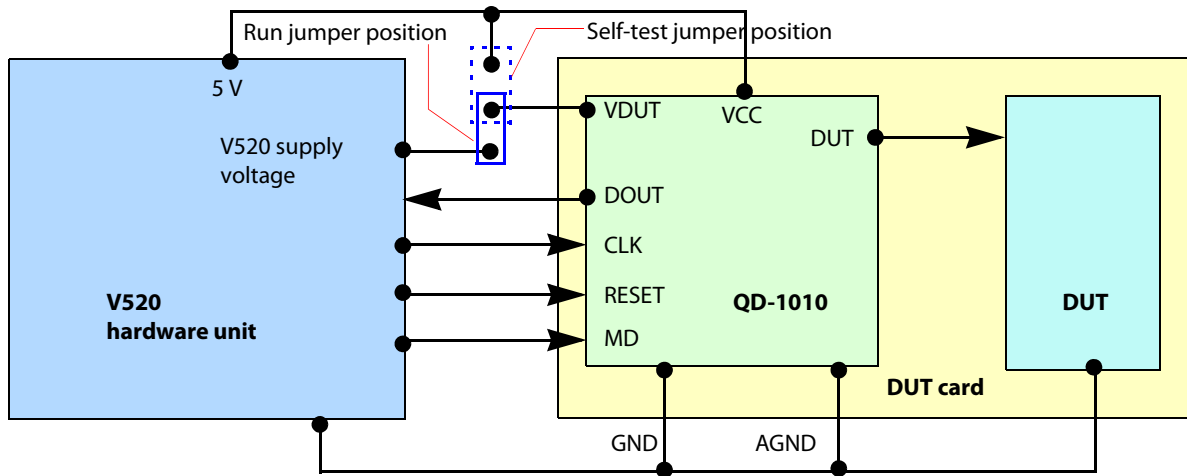 Run jumper position
Self-test jumper position
5 V
VDUT
VCC
DUT
V520 supply
voltage
DOUT
CLK
RESET
MD
V520
hardware unit
QD-1010
DUT
DUT card
GND
AGND